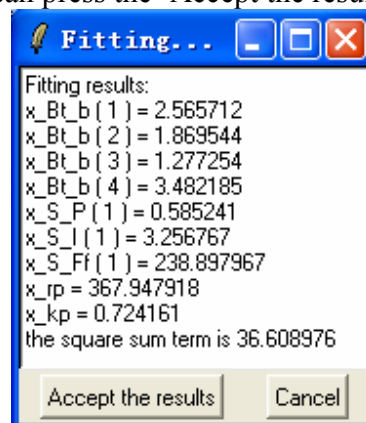 can press the "Accept the resul
Fitting...
Fitting results:
x_Bt_b ( 1 ) = 2.565712
x_Bt_b ( 2 ) = 1.869544
x_Bt_b ( 3 ) = 1.277254
x_Bt_b ( 4 ) = 3.482185
x_S_P ( 1 ) = 0.585241
x_S_I ( 1 ) = 3.256767
x_S_Ff ( 1 ) = 238.897967
x_rp = 367.947918
x_kp = 0.724161
the square sum term is 36.608976
Accept the results
Cancel